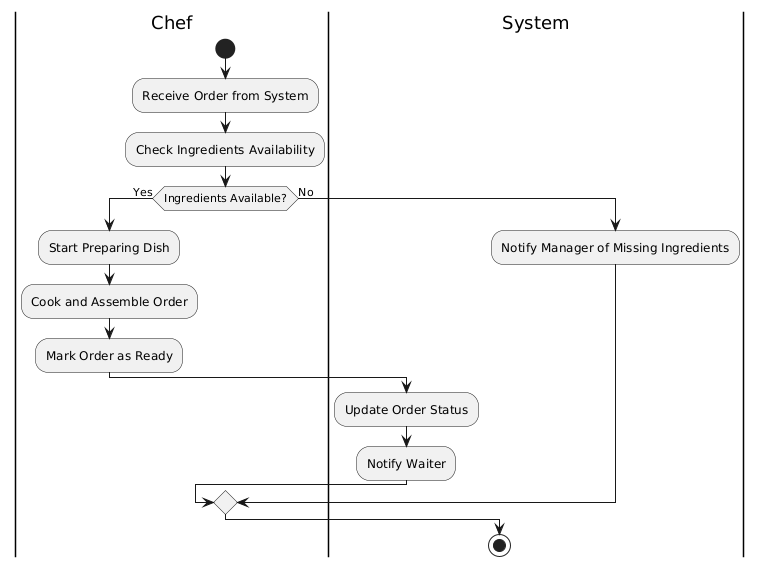 Chef
System
Receive Order from System
Check Ingredients Availability
Yes
Ingredients Available?
No
Start Preparing Dish
Notify Manager of Missing Ingredients
Cook and Assemble Order
Mark Order as Ready
Update Order Status
Notify Waiter